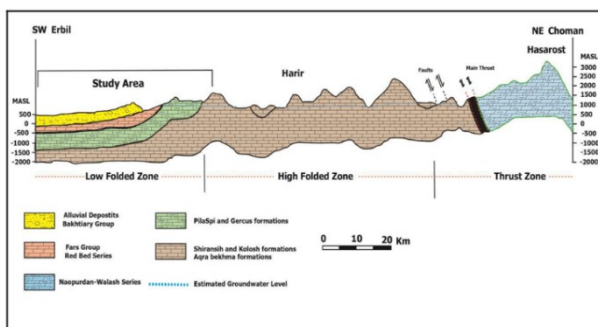 SW Erbil
NE Choman
Hasarost
Study Area
Harir
Faults
Main Thrust
MASL
500
0
-500
-1000
-1500
-2000
MASL
3000
2500
2000
1500
1000
500
0
-500
-1000
-1500
-2000
Low Folded Zone
High Folded Zone
Thrust Zone
Alluvial Depostits
Bakhtiary Group
PilaSpi and Gercus formations
Fars Group
Red Bed Series
Shiransih and Kolosh formations
Aqra bekhma formations
0 10 20 Km
Naopurdan-Walash Series
Estimated Groundwater Level